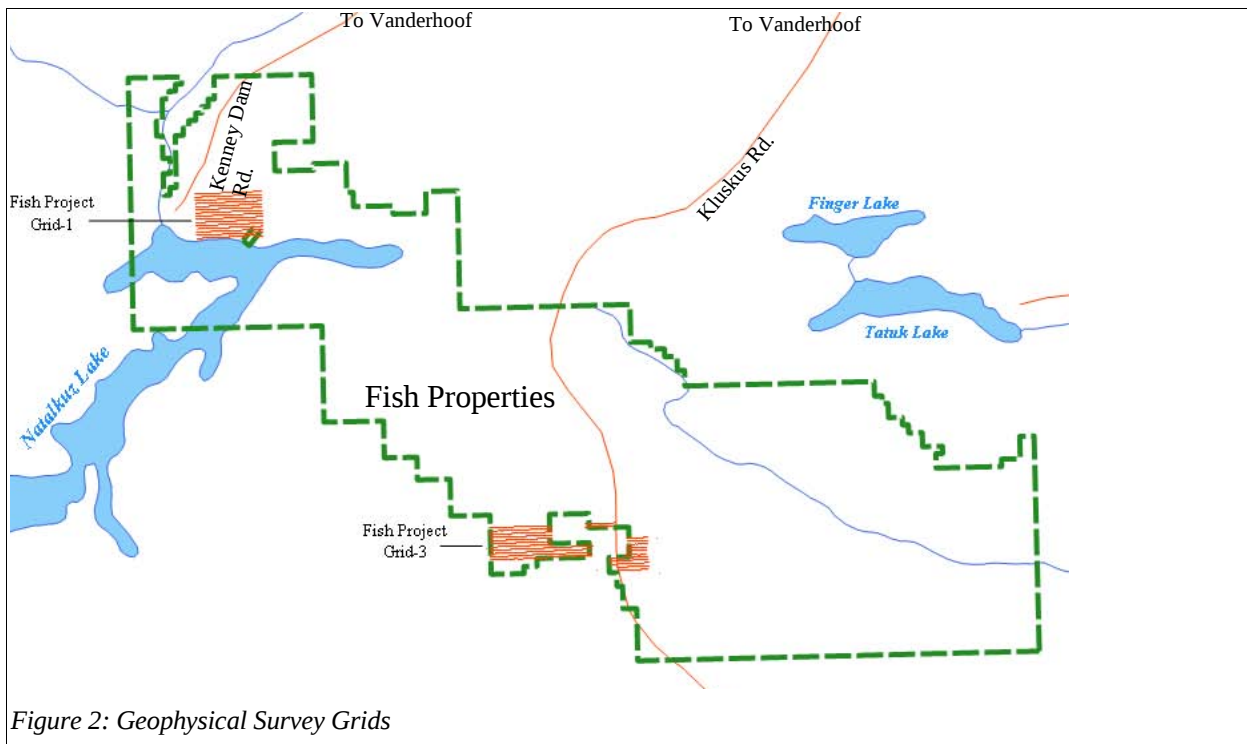 To Vanderhoof
To Vanderhoof
Kenney Dam
Rd.
Kluskus Rd.
Fish Project
Grid-1
Finger Lake
Tatuk Lake
Natalkuz Lake
Fish Properties
Fish Project
Grid-3
Figure 2: Geophysical Survey Grids